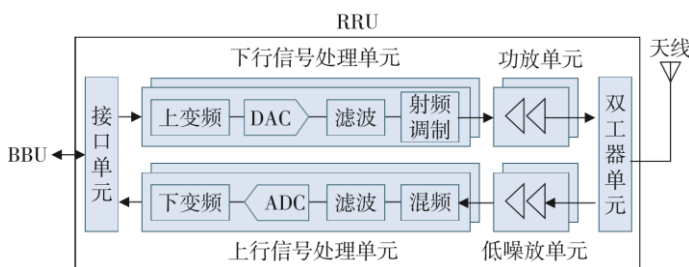 RRU
天线
下行信号处理单元
功放单元
接口单元
上变频
DAC
滤波
射频
调制
双工器单元
BBU
下变频
ADC
滤波
混频
上行信号处理单元
低噪放单元